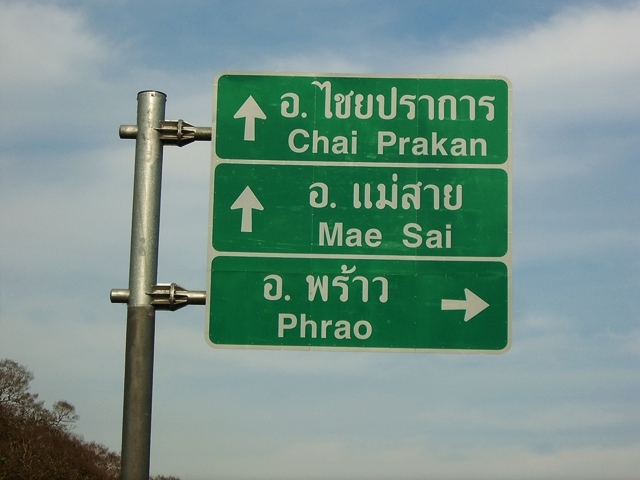 อ. ไชยปราการ
Chai Prakan
อ. แม่สาย
Mae Sai
อ. พร้าว
Phrao